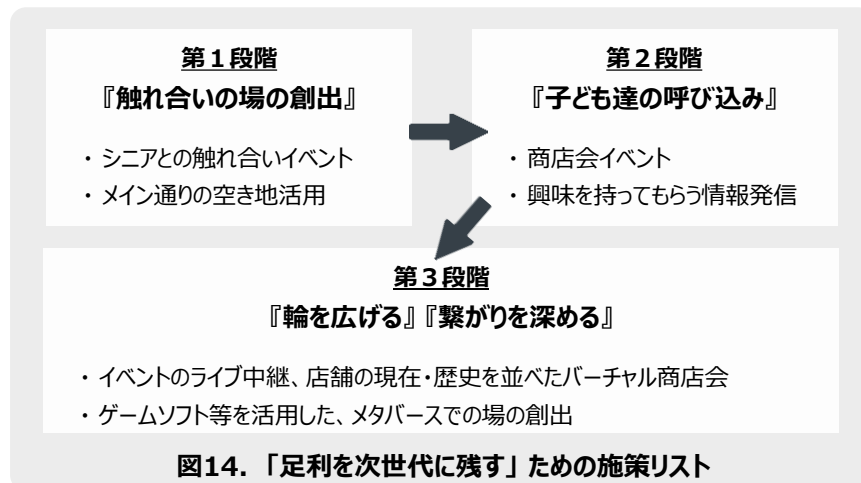 第１段階
『触れ合いの場の創出』
・シニアとの触れ合いイベント
・メイン通りの空き地活用
第２段階
『子ども達の呼び込み』
・商店会イベント
・興味を持ってもらう情報発信
第３段階
『輪を広げる』『繋がりを深める』
・イベントのライブ中継、店舗の現在・歴史を並べたバーチャル商店会
・ゲームソフト等を活用した、メタバースでの場の創出
図14. 「足利を次世代に残す」ための施策リスト